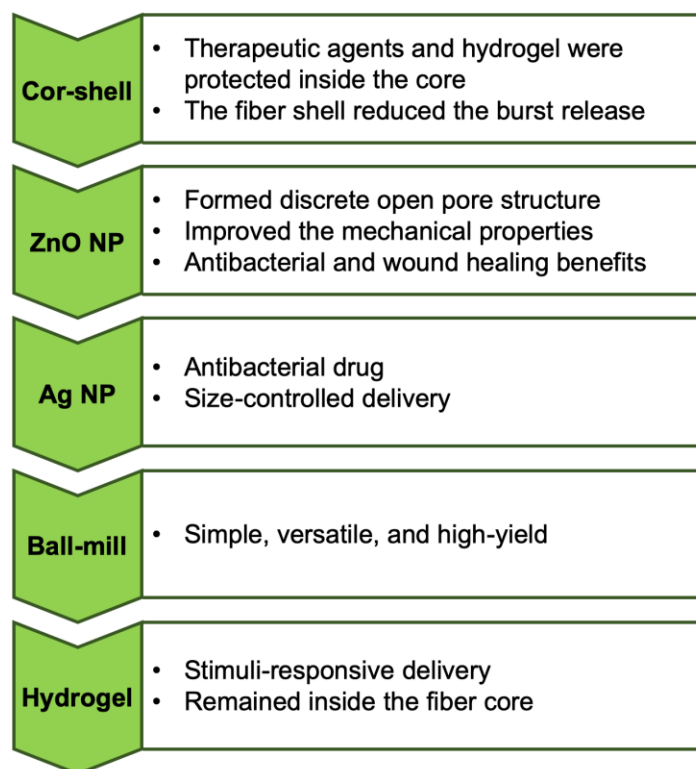 Cor-shell
• Therapeutic agents and hydrogel were
protected inside the core
• The fiber shell reduced the burst release
ZnO NP
• Formed discrete open pore structure
• Improved the mechanical properties
• Antibacterial and wound healing benefits
Ag NP
• Antibacterial drug
• Size-controlled delivery
Ball-mill
• Simple, versatile, and high-yield
Hydrogel
• Stimuli-responsive delivery
• Remained inside the fiber core